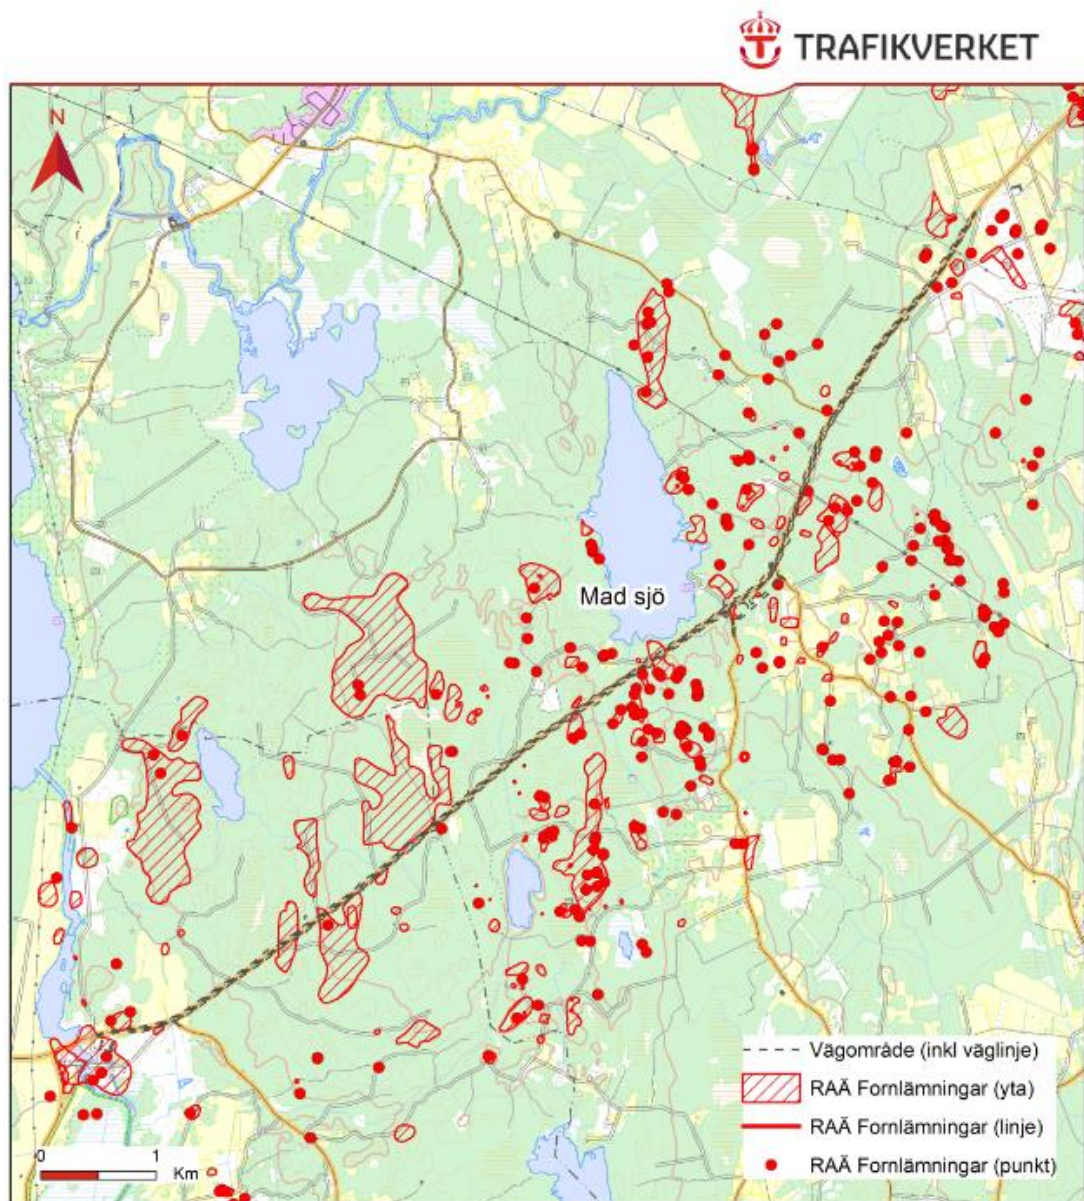 TRAFIKVERKET
N
Mad sjö
Vägområde (inkl väglinje)
RAÄ Fornlämningar (yta)
RAÄ Fornlämningar (linje)
RAÄ Fornlämningar (punkt)
0 1
Km